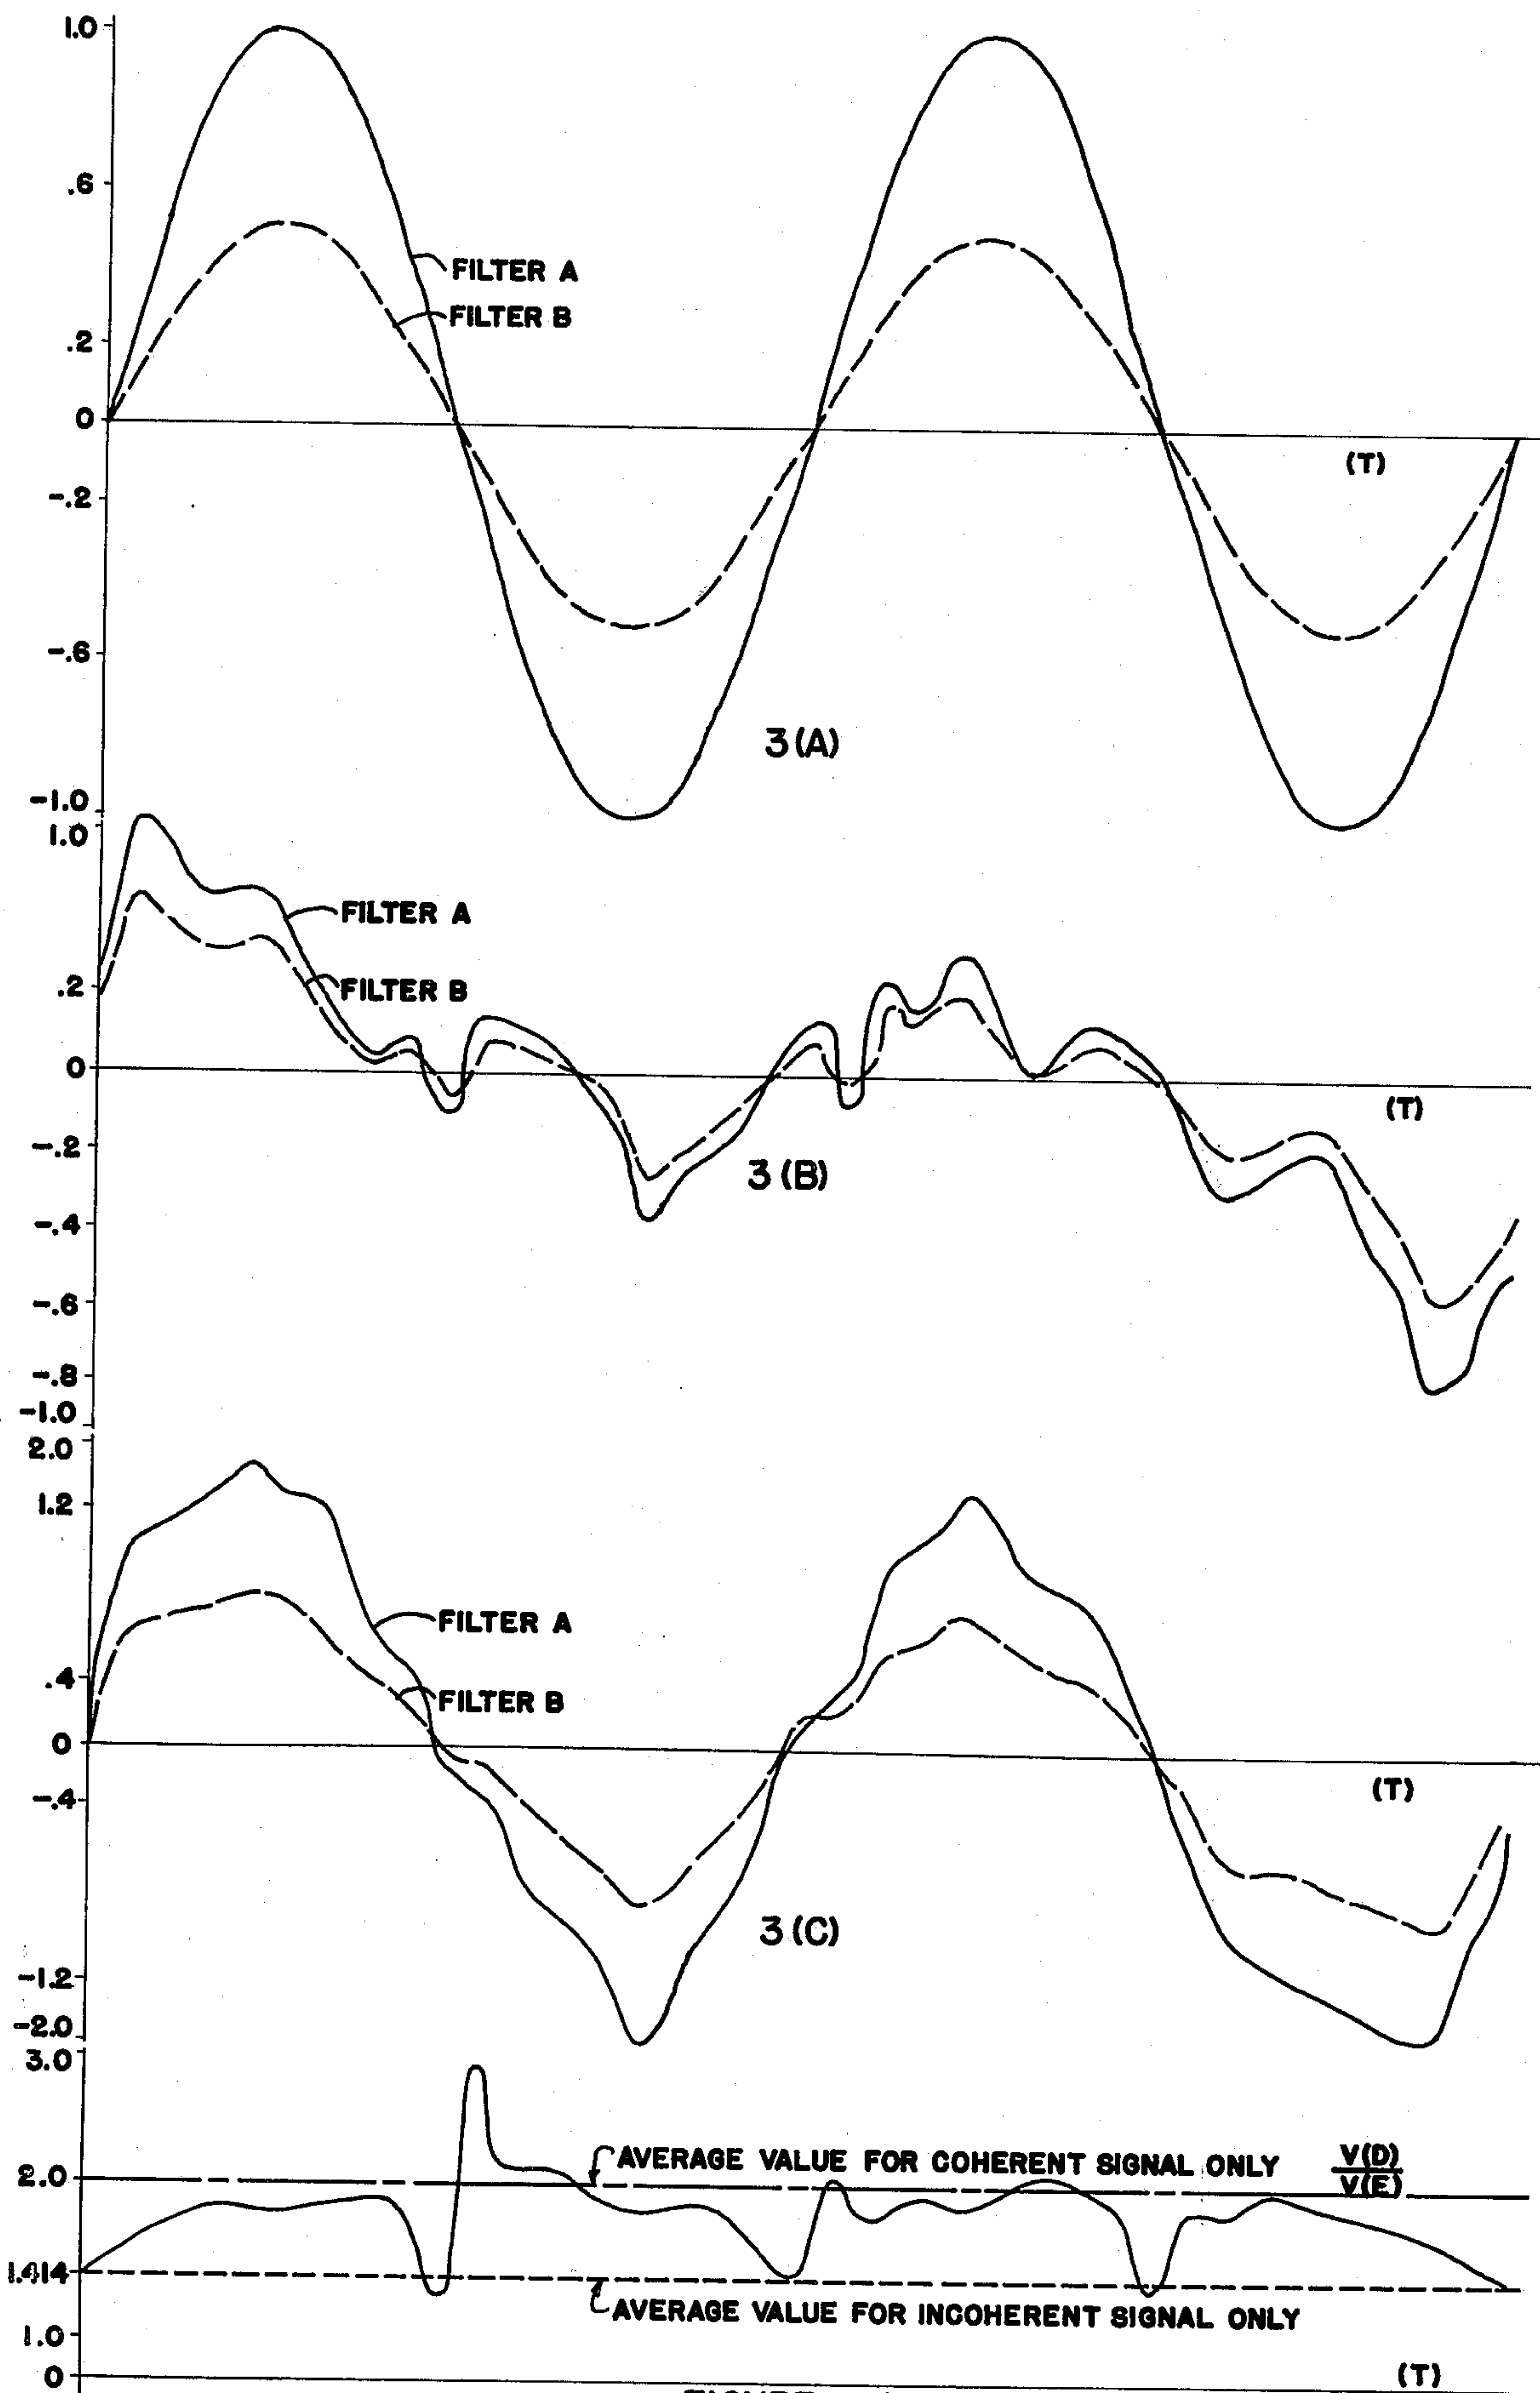 1.0
.6
FILTER A
FILTER B
.2
0
(T)
-.2
-.6
3(A)
-1.0
1.0
FILTER A
.2
FILTER B
0
(T)
-.2
3(B)
-.4
-.6
-.8
-1.0
2.0
1.2
.4
FILTER A
FILTER B
0
(T)
-.4
3(C)
-1.2
-2.0
3.0
AVERAGE VALUE FOR COHERENT SIGNAL ONLY V(D)/V(E)
2.0
1.414
AVERAGE VALUE FOR INCOHERENT SIGNAL ONLY
1.0
0
(T)